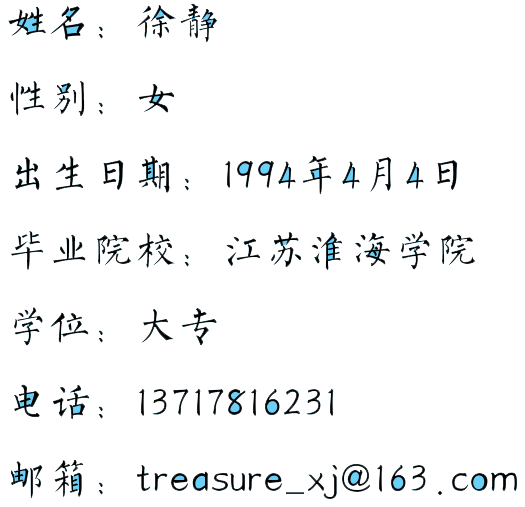 姓名：徐静
性别：女
出生日期：1994年4月4日
毕业院校：江苏淮海学院
学位：大专
电话：13717816231
邮箱：treasure_xj@163.com